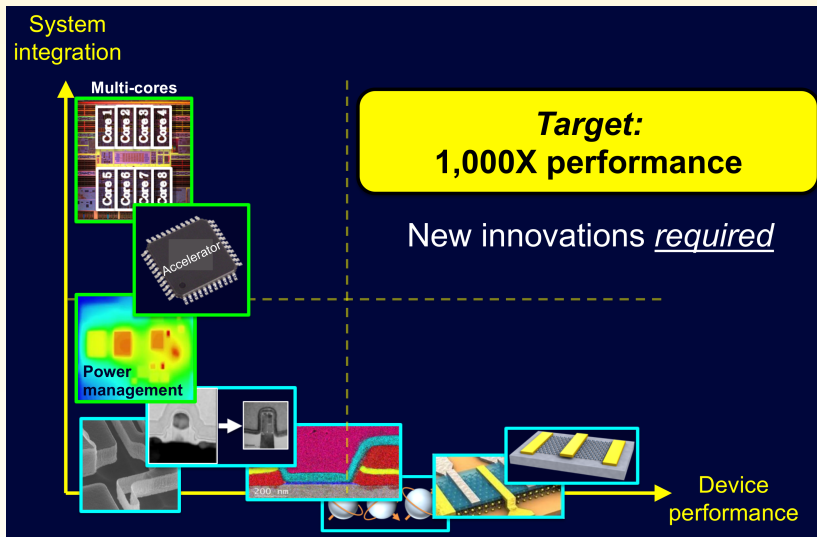 System
integration
Multi-cores
Core 1
Core 2
Core 3
Core 4
Core 5
Core 6
Core 7
Core 8
Target:
1,000X performance
Accelerator
New innovations required
Power
management
200 nm
Device
performance